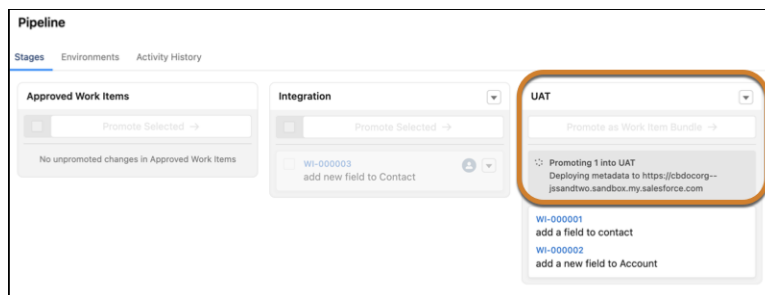 Pipeline
Stages
Environments
Activity History
Approved Work Items
Promote Selected →
No unpromoted changes in Approved Work Items
Integration
Promote Selected →
WI-000003
add new field to Contact
UAT
Promote as Work Item Bundle →
Promoting 1 into UAT
Deploying metadata to https://cbdocorg--
jssandtwo.sandbox.my.salesforce.com
WI-000001
add a field to contact
WI-000002
add a new field to Account